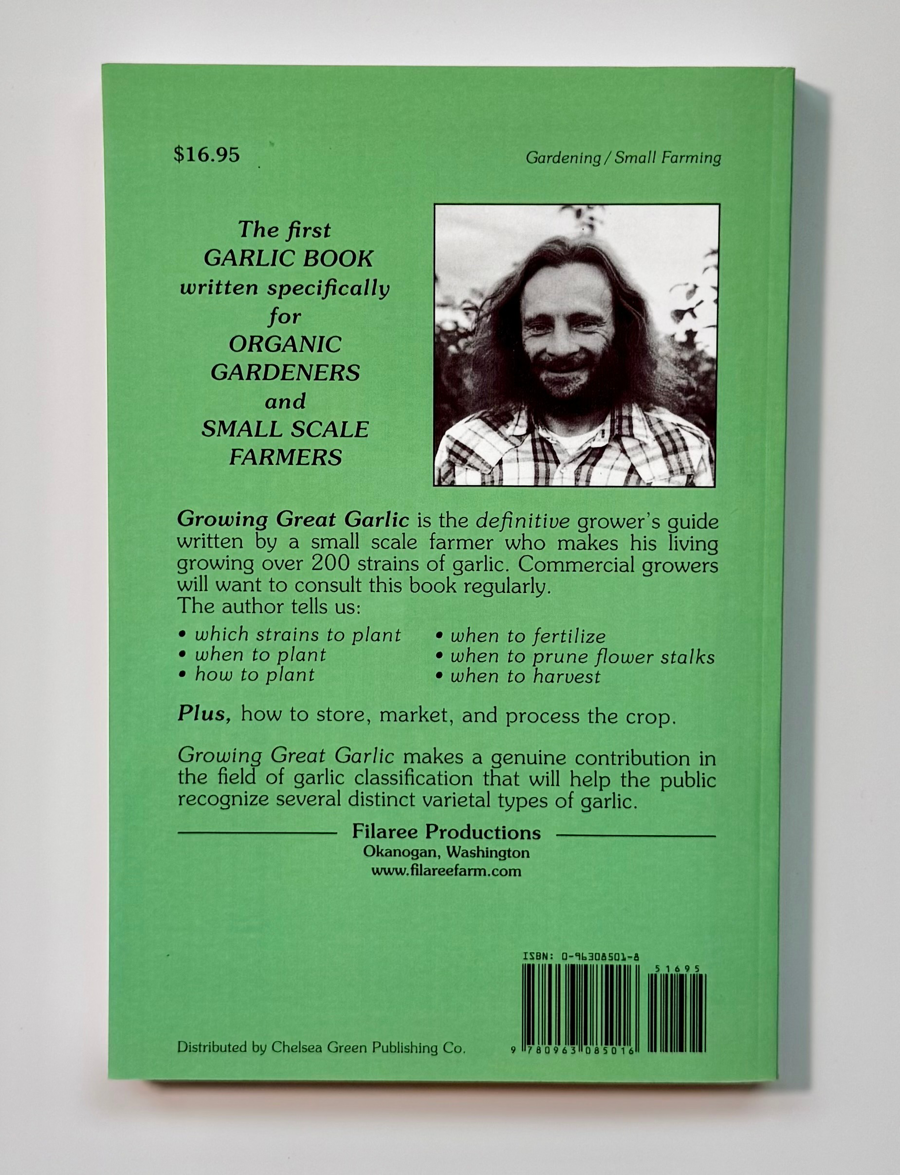 $16.95
Gardening / Small Farming
The first
GARLIC BOOK
written specifically
for
ORGANIC
GARDENERS
and
SMALL SCALE
FARMERS
Growing Great Garlic is the definitive grower's guide
written by a small scale farmer who makes his living
growing over 200 strains of garlic. Commercial growers
will want to consult this book regularly.
The author tells us:
• which strains to plant
• when to plant
• how to plant
• when to fertilize
• when to prune flower stalks
• when to harvest
Plus, how to store, market, and process the crop.
Growing Great Garlic makes a genuine contribution in
the field of garlic classification that will help the public
recognize several distinct varietal types of garlic.
Filaree Productions
Okanogan, Washington
www.filareefarm.com
ISBN: 0-96308501-8
51695
9 780963 085016
Distributed by Chelsea Green Publishing Co.